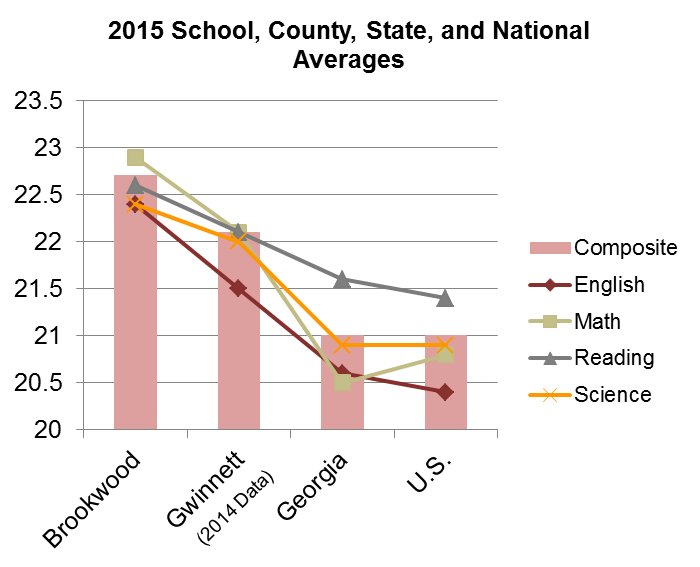 2015 School, County, State, and National
Averages
23.5
23
22.5
22
21.5
21
20.5
20
Brookwood
Gwinnett
(2014 Data)
Georgia
U.S.
Composite
English
Math
Reading
Science